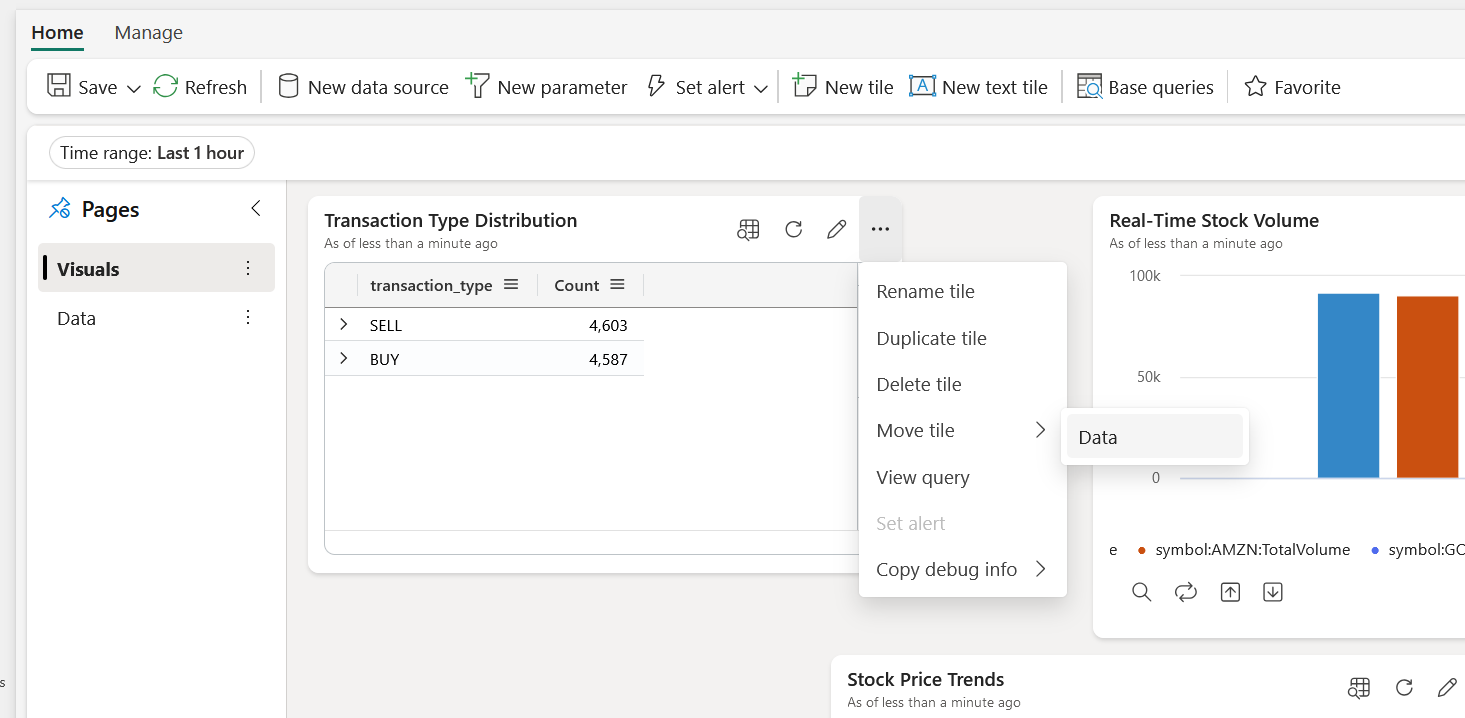 Home Manage
Save Refresh New data source New parameter Set alert New tile New text tile Base queries Favorite
Time range: Last 1 hour
Pages
Visuals
Data
Transaction Type Distribution
As of less than a minute ago
transaction_type Count
SELL 4,603
BUY 4,587
Rename tile
Duplicate tile
Delete tile
Move tile
Data
View query
Set alert
Copy debug info
Real-Time Stock Volume
As of less than a minute ago
100k
50k
0
e symbol:AMZN:TotalVolume symbol:GO
Stock Price Trends
As of less than a minute ago
s